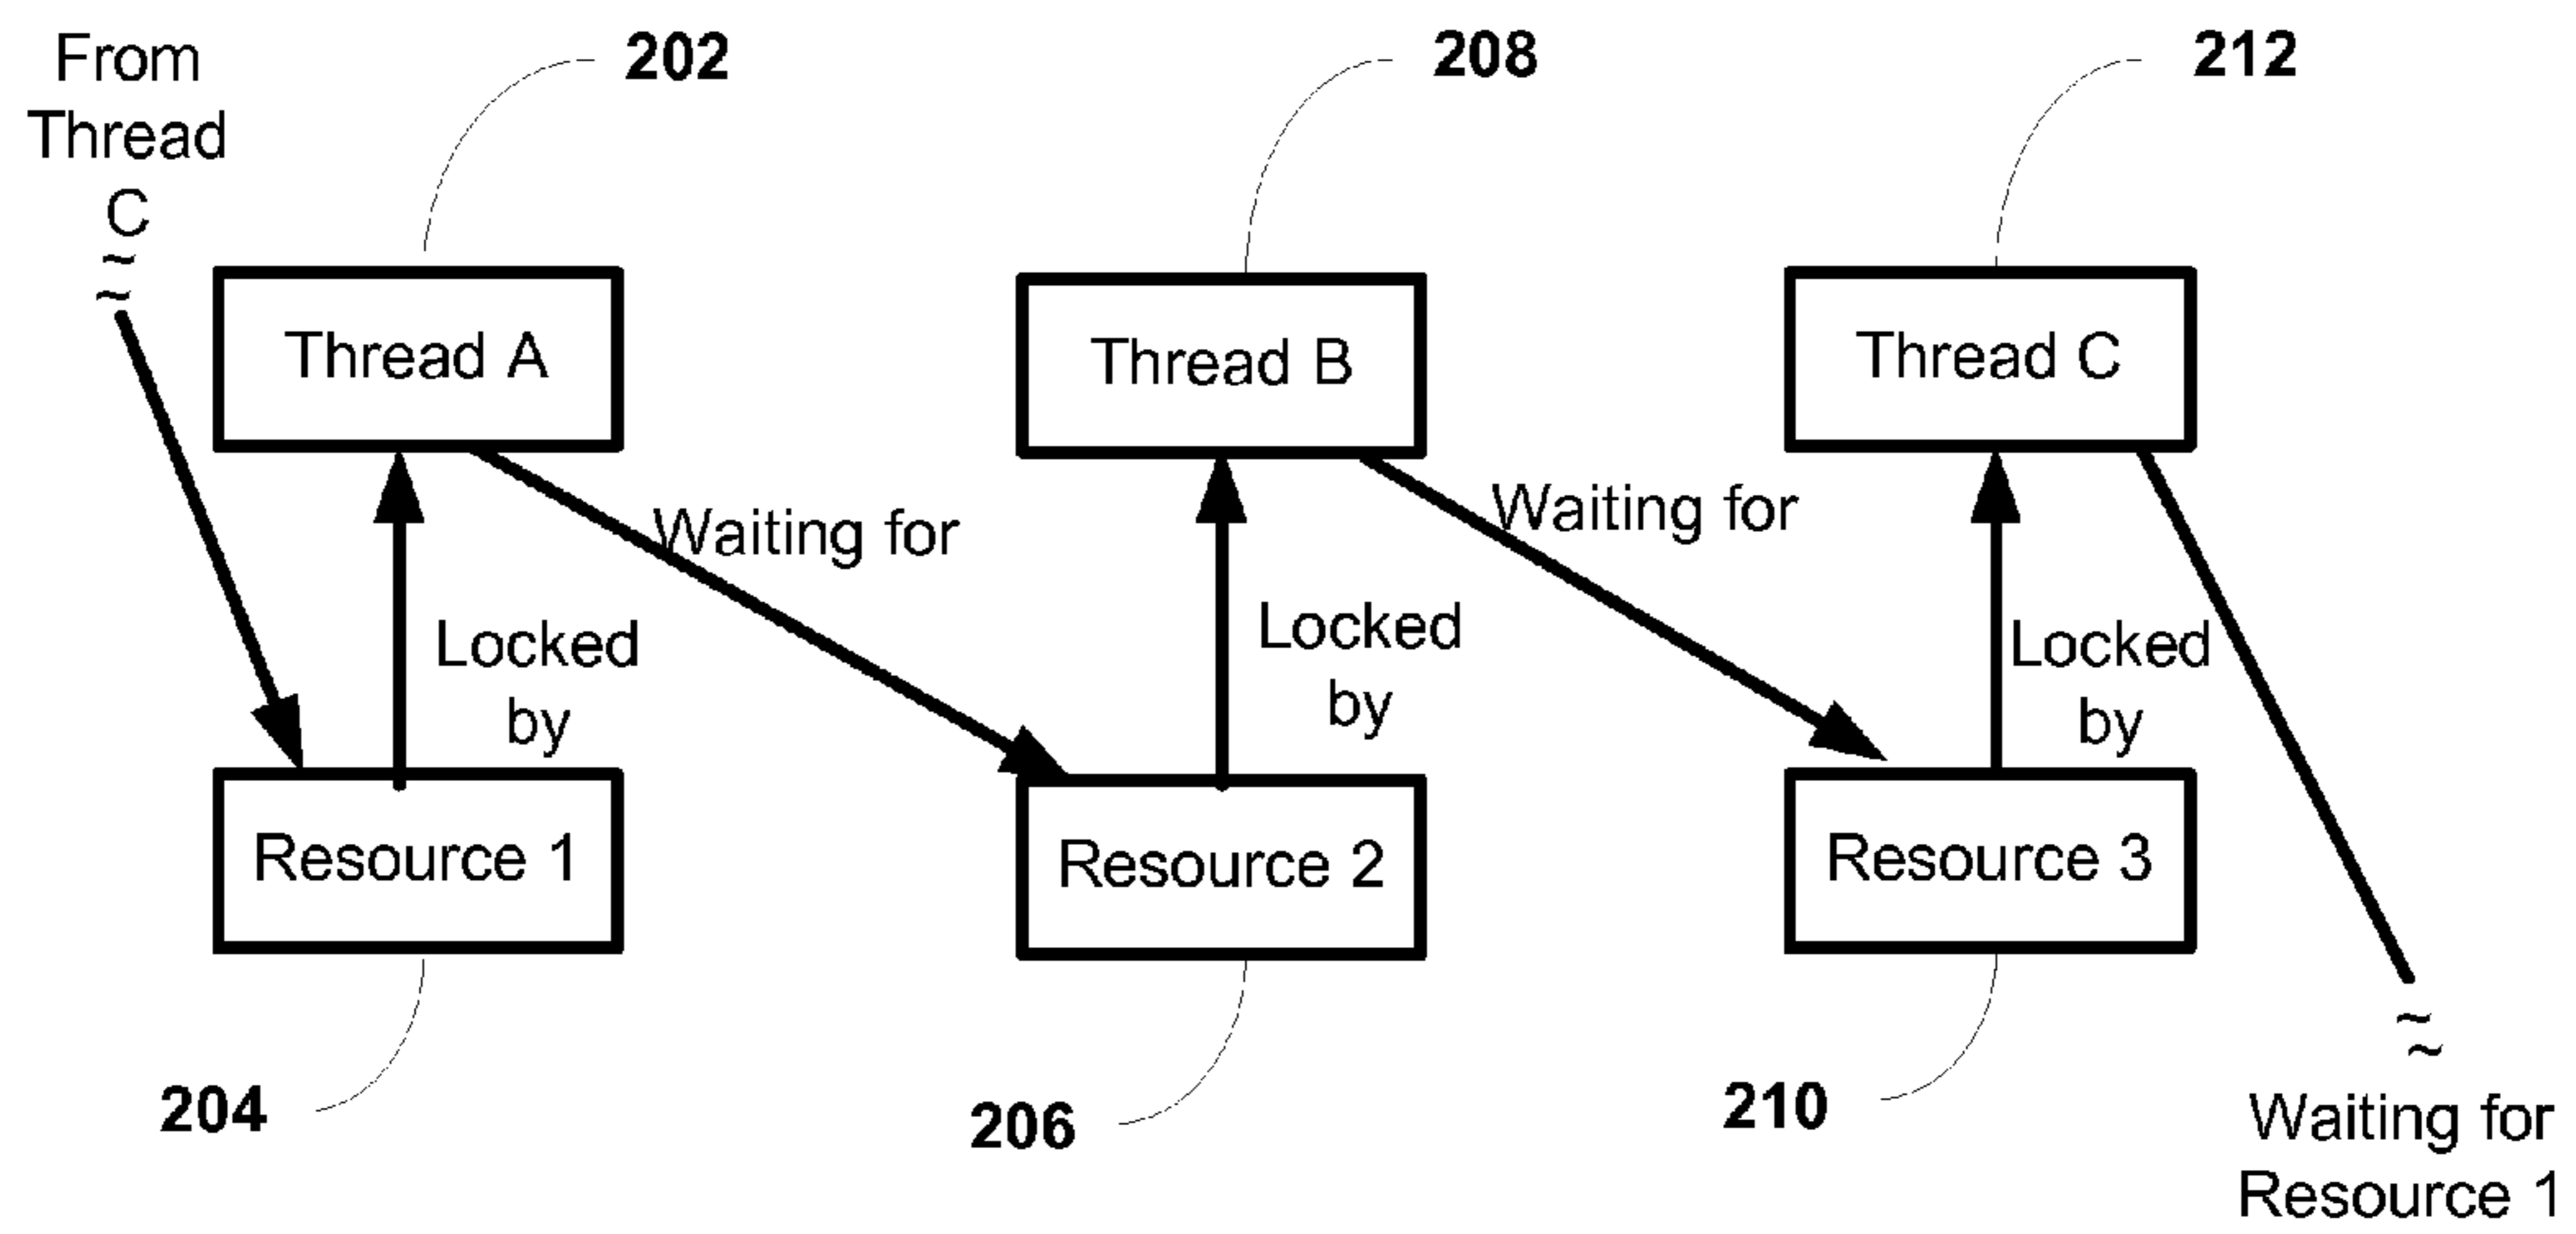 From
Thread
C
~
~
202
208
212
Thread A
Thread B
Thread C
Waiting for
Waiting for
Locked
by
Locked
by
Locked
by
Resource 1
Resource 2
Resource 3
204
206
210
~
~
Waiting for
Resource 1